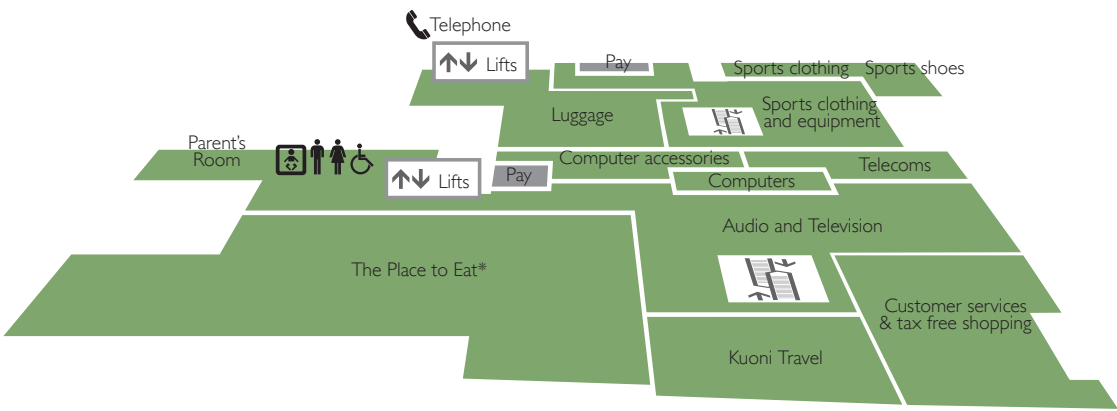 Telephone
Lifts
Pay
Sports clothing
Sports shoes
Luggage
Sports clothing
and equipment
Parent's
Room
Lifts
Pay
Computer accessories
Telecoms
Computers
Audio and Television
The Place to Eat*
Customer services
& tax free shopping
Kuoni Travel